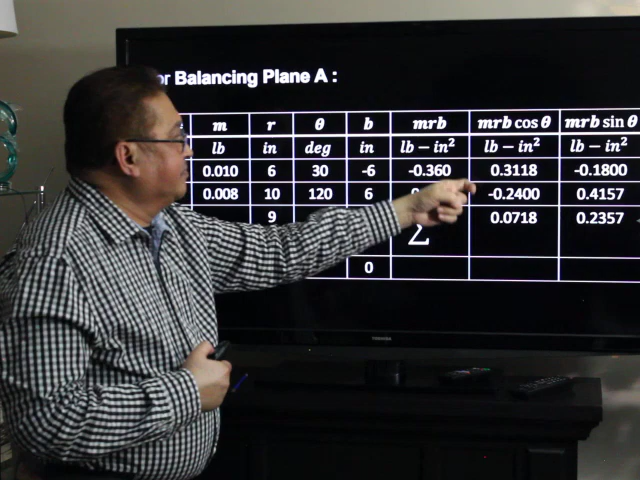 or Balancing Plane A :
m r θ b mrb mrb cos θ mrb sin θ
lb in deg in lb − in² lb − in² lb − in²
0.010 6 30 -6 -0.360 0.3118 -0.1800
0.008 10 120 6 -0.2400 0.4157
9 Σ 0.0718 0.2357
0
TOSHIBA